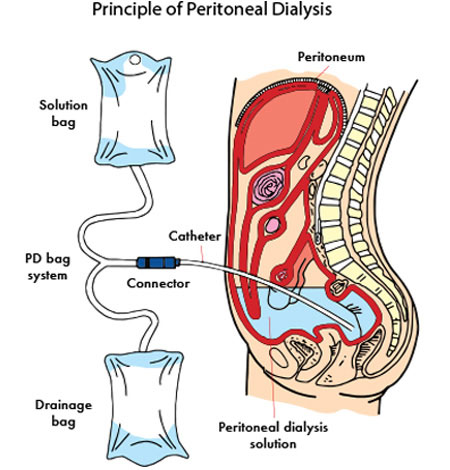 Principle of Peritoneal Dialysis
Peritoneum
Solution
bag
Catheter
PD bag
system
Connector
Drainage
bag
Peritoneal dialysis
solution